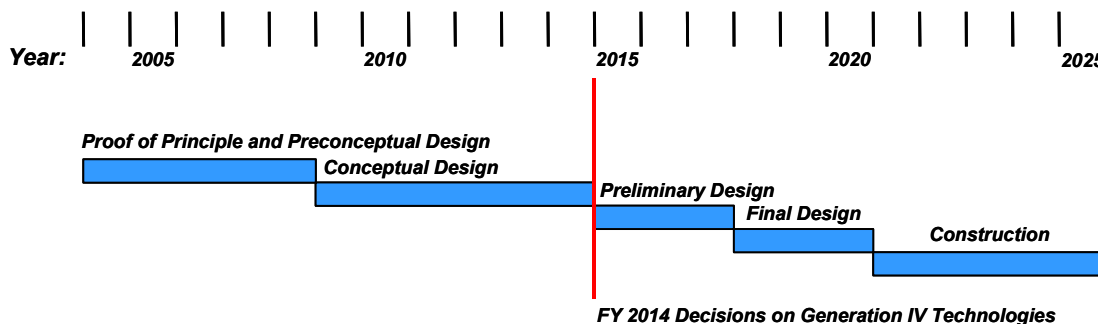 Year: 2005 2010 2015 2020 2025
Proof of Principle and Preconceptual Design
Conceptual Design
Preliminary Design
Final Design
Construction
FY 2014 Decisions on Generation IV Technologies